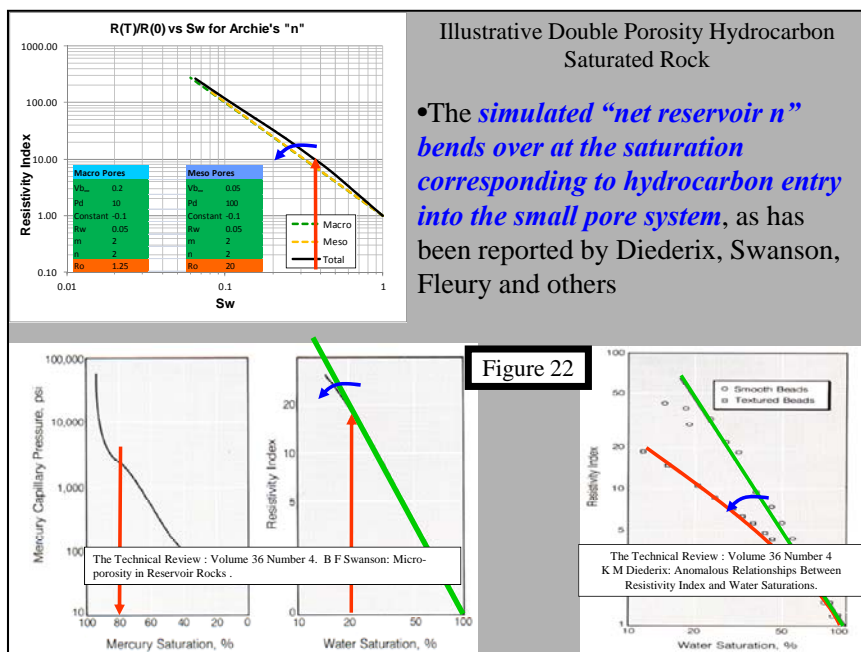 R(T)/R(0) vs Sw for Archie's "n"
1000.00
100.00
10.00
1.00
0.10
0.01
0.1
1
Resistivity Index
Sw
Macro Pores
Vb_
0.2
Pd
10
Constant -0.1
Rw
0.05
m
2
n
2
Ro
1.25
Meso Pores
Vb_
0.05
Pd
100
Constant -0.1
Rw
0.05
m
2
n
2
Ro
20
Macro
Meso
Total
Illustrative Double Porosity Hydrocarbon
Saturated Rock
•The simulated “net reservoir n”
bends over at the saturation
corresponding to hydrocarbon entry
into the small pore system, as has
been reported by Diederix, Swanson,
Fleury and others
Figure 22
100,000
10,000
1,000
100
10
Mercury Capillary Pressure, psi
100
80
60
40
20
0
Mercury Saturation, %
20
10
5
0
Resistivity Index
10
20
50
100
Water Saturation, %
The Technical Review : Volume 36 Number 4. B F Swanson: Micro-
porosity in Reservoir Rocks .
100
50
20
10
5
1
Resistivity Index
Smooth Beads
Textured Beads
10
20
50
100
Water Saturation, %
The Technical Review : Volume 36 Number 4
K M Diederix: Anomalous Relationships Between
Resistivity Index and Water Saturations.